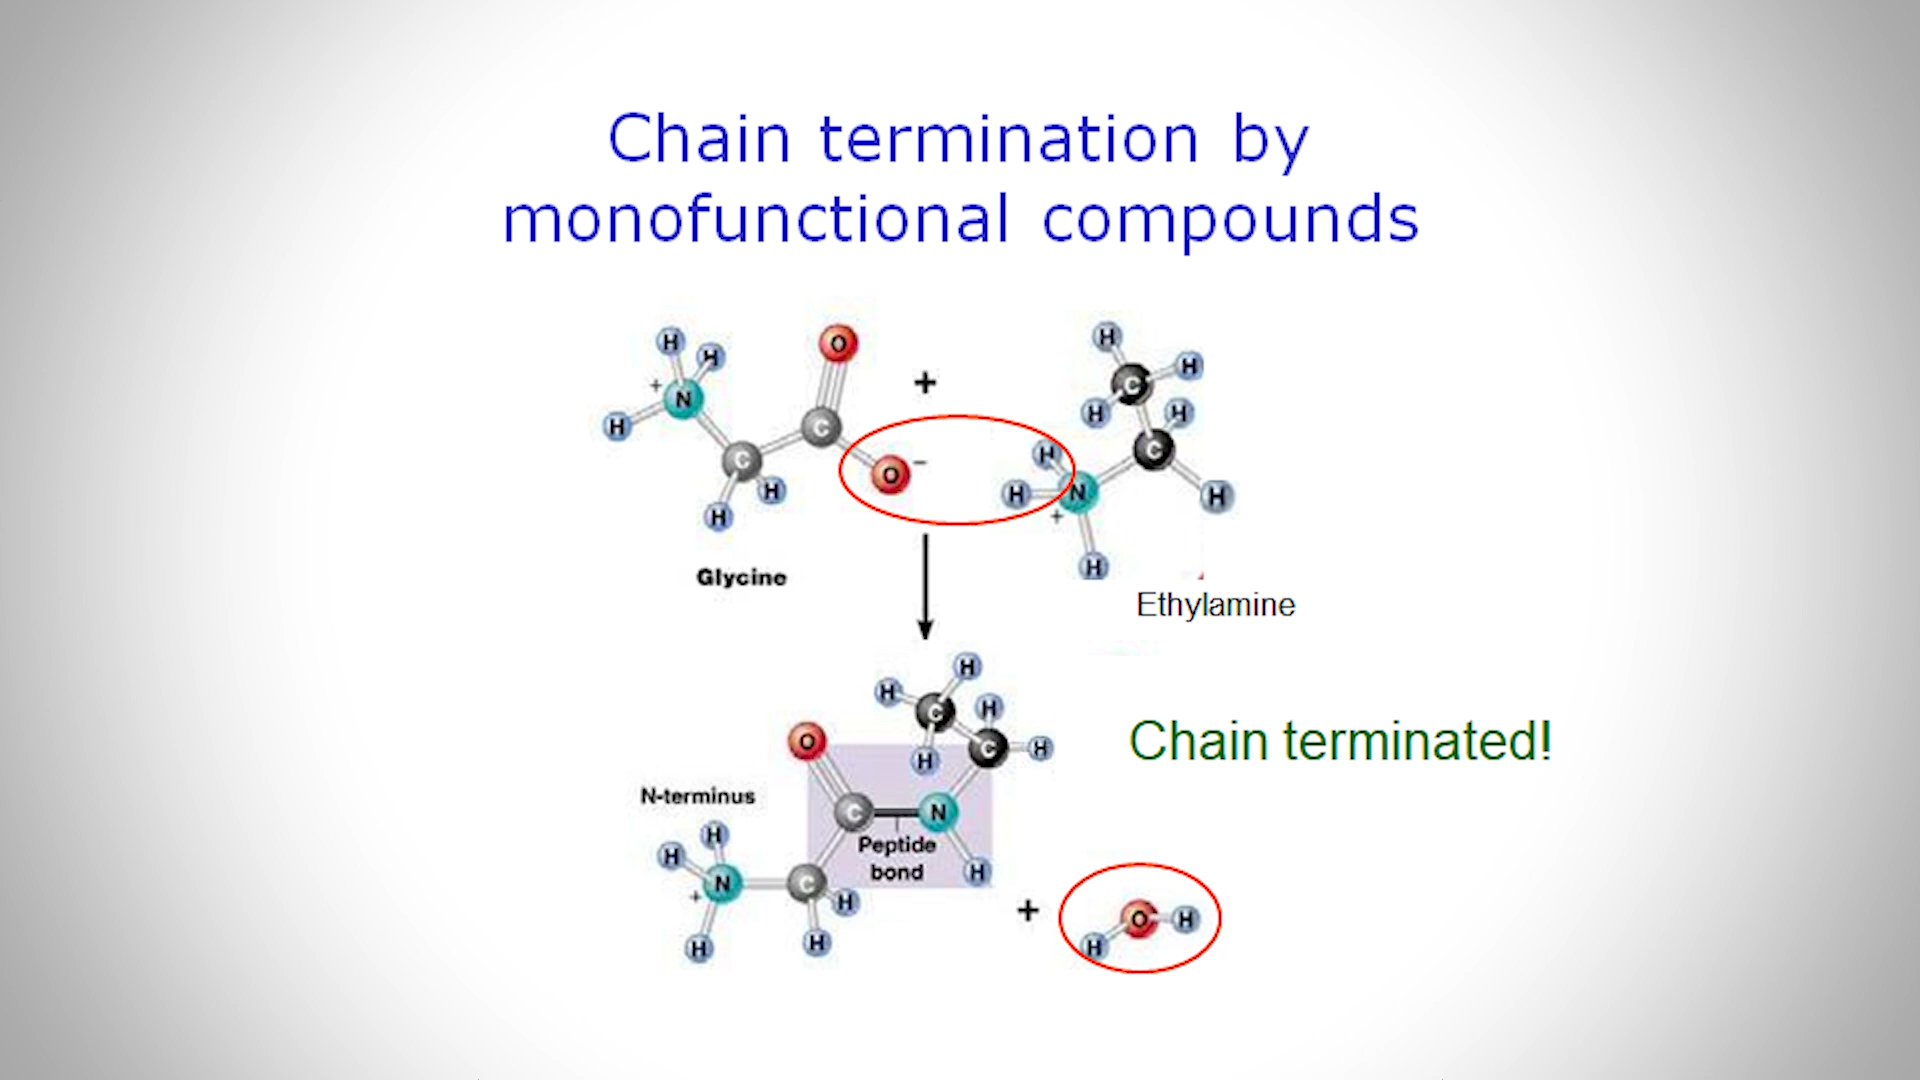 Chain termination by
monofunctional compounds
H H O + H H
+ N C H H
H C O − H C
C H H N H
H H +
H
Glycine
Ethylamine
H
H C H
O H C H
Chain terminated!
N-terminus C N
H Peptide
H bond H
+ N C H
H H
+ O H
H